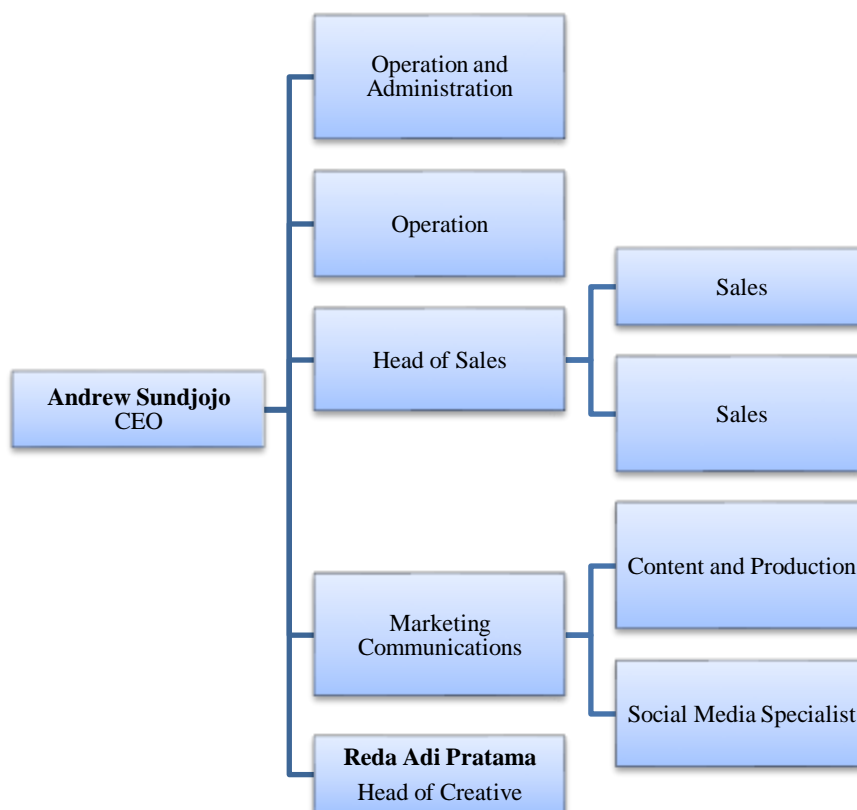 Operation and
Administration
Operation
Head of Sales
Sales
Sales
Andrew Sundjojo
CEO
Marketing
Communications
Content and Production
Social Media Specialist
Reda Adi Pratama
Head of Creative